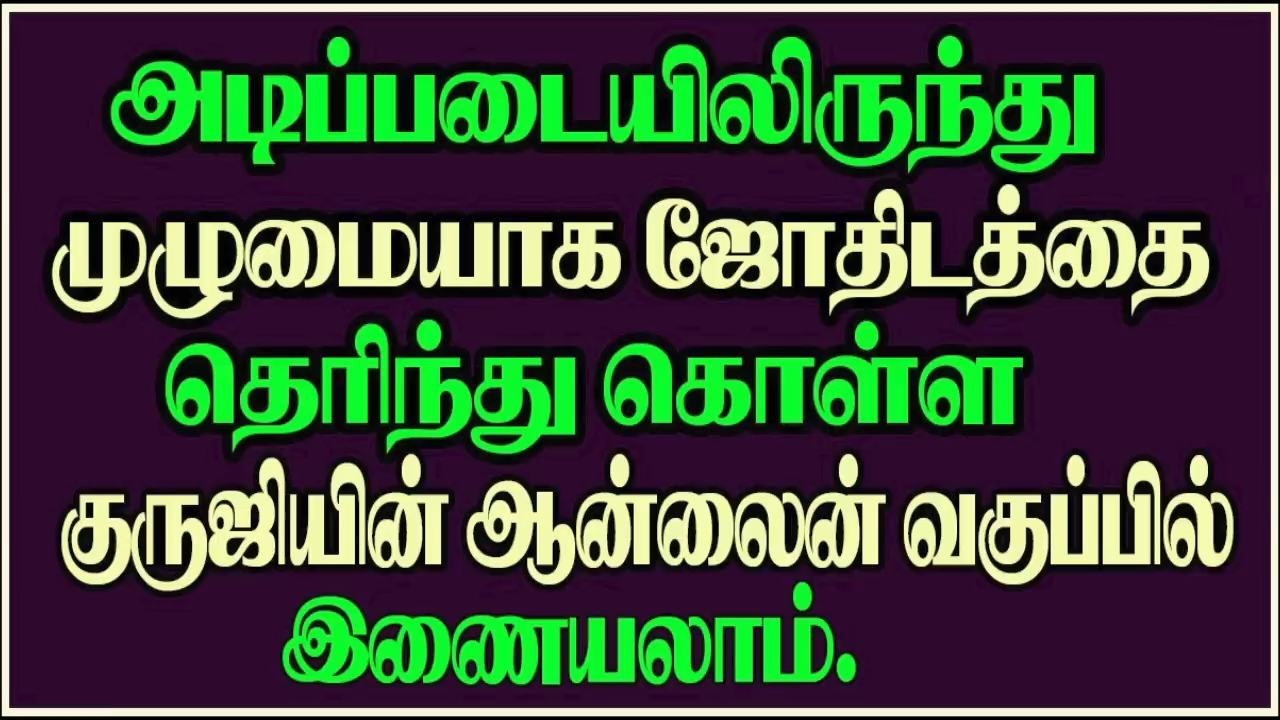 அடிப்படையிலிருந்து
முழுமையாக ஜோதிடத்தை
தெரிந்து கொள்ள
குருஜியின் ஆன்லைன் வகுப்பில்
இணையலாம்.